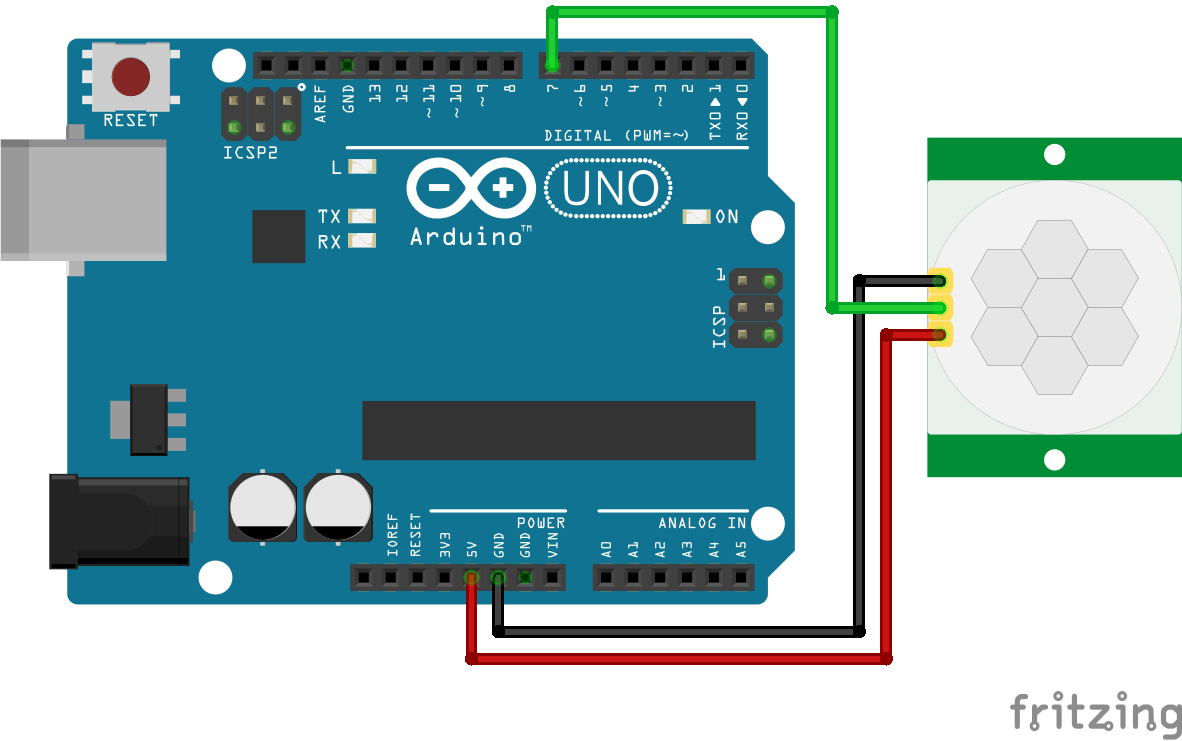 RESET
ICSP2
AREF
GND
13
12
~11
~10
~9
8
7
~6
~5
4
~3
2
TX0▶1
RX0◀0
DIGITAL (PWM=~)
L
TX
RX
Arduino™
UNO
ON
1
ICSP
IOREF
RESET
3V3
5V
GND
GND
VIN
POWER
ANALOG IN
A0
A1
A2
A3
A4
A5
fritzing